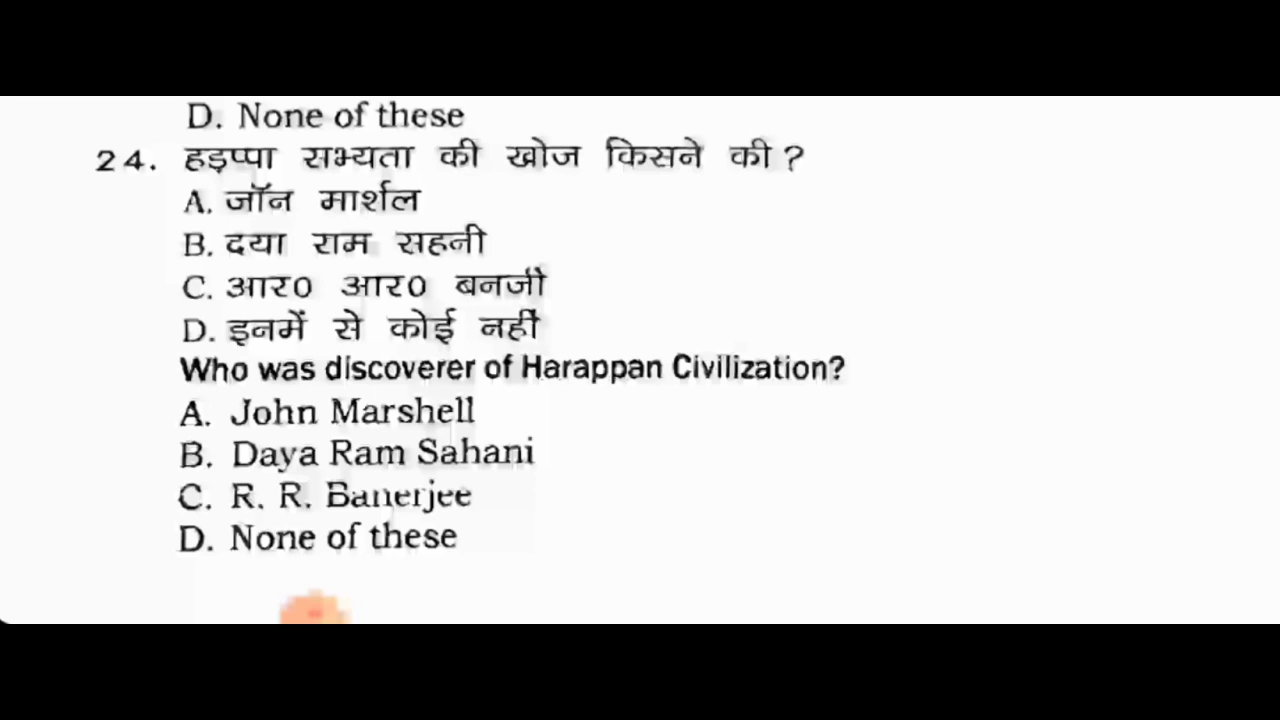 D. None of these
24. हड़प्पा सभ्यता की खोज किसने की ?
A. जॉन मार्शल
B. दया राम सहनी
C. आर0 आर0 बनर्जी
D. इनमें से कोई नहीं
Who was discoverer of Harappan Civilization?
A. John Marshell
B. Daya Ram Sahani
C. R. R. Banerjee
D. None of these